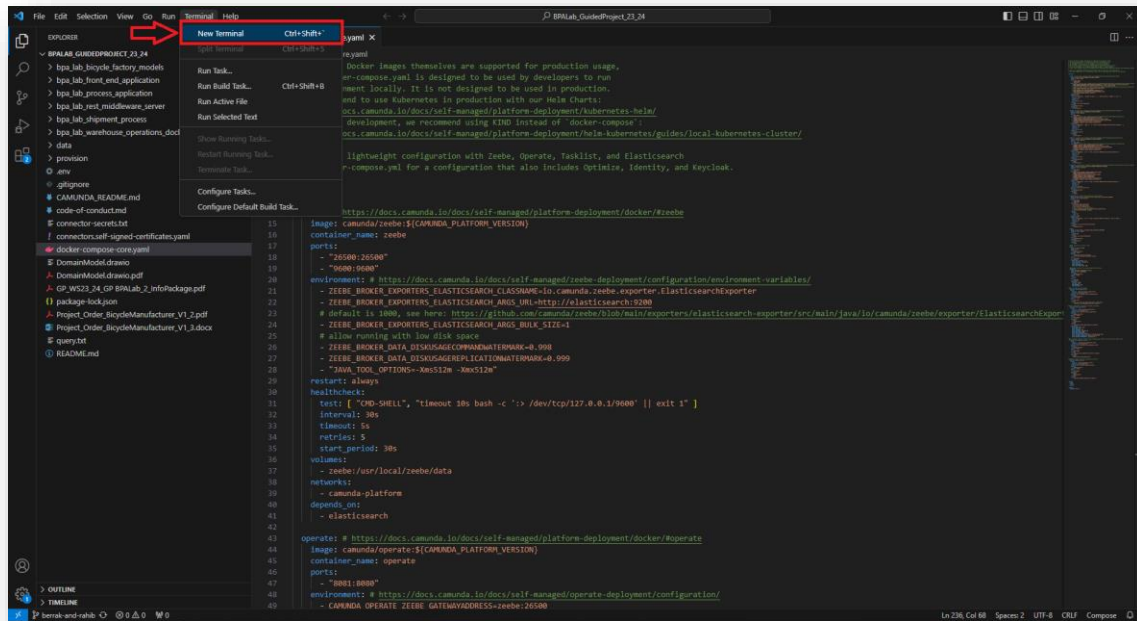 File Edit Selection View Go Run Terminal Help
BPALab_GuidedProject_23_24
EXPLORER
BPALAB_GUIDEDPROJECT_23_24
bpa_lab_bicycle_factory_models
bpa_lab_front_end_application
bpa_lab_process_application
bpa_lab_rest_middleware_server
bpa_lab_shipment_process
bpa_lab_warehouse_operations_docl
data
provision
.env
.gitignore
CAMUNDA_README.md
code-of-conduct.md
connector-secrets.txt
connectors.self-signed-certificates.yaml
docker-compose-core.yaml
DomainModel.drawio
DomainModel.drawio.pdf
GP_WS23_24_GP BPALab_2_InfoPackage.pdf
package-lock.json
Project_Order_BicycleManufacturer_V1_2.pdf
Project_Order_BicycleManufacturer_V1_3.docx
query.txt
README.md
OUTLINE
TIMELINE
New Terminal Ctrl+Shift+`
Split Terminal Ctrl+Shift+5
Run Task...
Run Build Task... Ctrl+Shift+B
Run Active File
Run Selected Text
Show Running Tasks...
Restart Running Task...
Terminate Task...
Configure Tasks...
Configure Default Build Task...
.yaml
re.yaml
Docker images themselves are supported for production usage,
er-compose.yaml is designed to be used by developers to run
nment locally. It is not designed to be used in production.
end to use Kubernetes in production with our Helm Charts:
ocs.camunda.io/docs/self-managed/platform-deployment/kubernetes-helm/
development, we recommend using KIND instead of `docker-compose`:
ocs.camunda.io/docs/self-managed/platform-deployment/helm-kubernetes/guides/local-kubernetes-cluster/
lightweight configuration with Zeebe, Operate, Tasklist, and Elasticsearch
r-compose.yml for a configuration that also includes Optimize, Identity, and Keycloak.
https://docs.camunda.io/docs/self-managed/platform-deployment/docker/#zeebe
15 image: camunda/zeebe:${CAMUNDA_PLATFORM_VERSION}
16 container_name: zeebe
17 ports:
18 - "26500:26500"
19 - "9600:9600"
20 environment: # https://docs.camunda.io/docs/self-managed/zeebe-deployment/configuration/environment-variables/
21 - ZEEBE_BROKER_EXPORTERS_ELASTICSEARCH_CLASSNAME=io.camunda.zeebe.exporter.ElasticsearchExporter
22 - ZEEBE_BROKER_EXPORTERS_ELASTICSEARCH_ARGS_URL=http://elasticsearch:9200
23 # default is 1000, see here: https://github.com/camunda/zeebe/blob/main/exporters/elasticsearch-exporter/src/main/java/io/camunda/zeebe/exporter/ElasticsearchExpor
24 - ZEEBE_BROKER_EXPORTERS_ELASTICSEARCH_ARGS_BULK_SIZE=1
25 # allow running with low disk space
26 - ZEEBE_BROKER_DATA_DISKUSAGECOMMANDWATERMARK=0.998
27 - ZEEBE_BROKER_DATA_DISKUSAGEREPLICATIONWATERMARK=0.999
28 - "JAVA_TOOL_OPTIONS=-Xms512m -Xmx512m"
29 restart: always
30 healthcheck:
31 test: [ "CMD-SHELL", "timeout 10s bash -c ':> /dev/tcp/127.0.0.1/9600' || exit 1" ]
32 interval: 30s
33 timeout: 5s
34 retries: 5
35 start_period: 30s
36 volumes:
37 - zeebe:/usr/local/zeebe/data
38 networks:
39 - camunda-platform
40 depends_on:
41 - elasticsearch
42
43 operate: # https://docs.camunda.io/docs/self-managed/platform-deployment/docker/#operate
44 image: camunda/operate:${CAMUNDA_PLATFORM_VERSION}
45 container_name: operate
46 ports:
47 - "8081:8080"
48 environment: # https://docs.camunda.io/docs/self-managed/operate-deployment/configuration/
49 - CAMUNDA_OPERATE_ZEEBE_GATEWAYADDRESS=zeebe:26500
berrak-and-rahib 0 0 0 Ln 236, Col 68 Spaces: 2 UTF-8 CRLF Compose